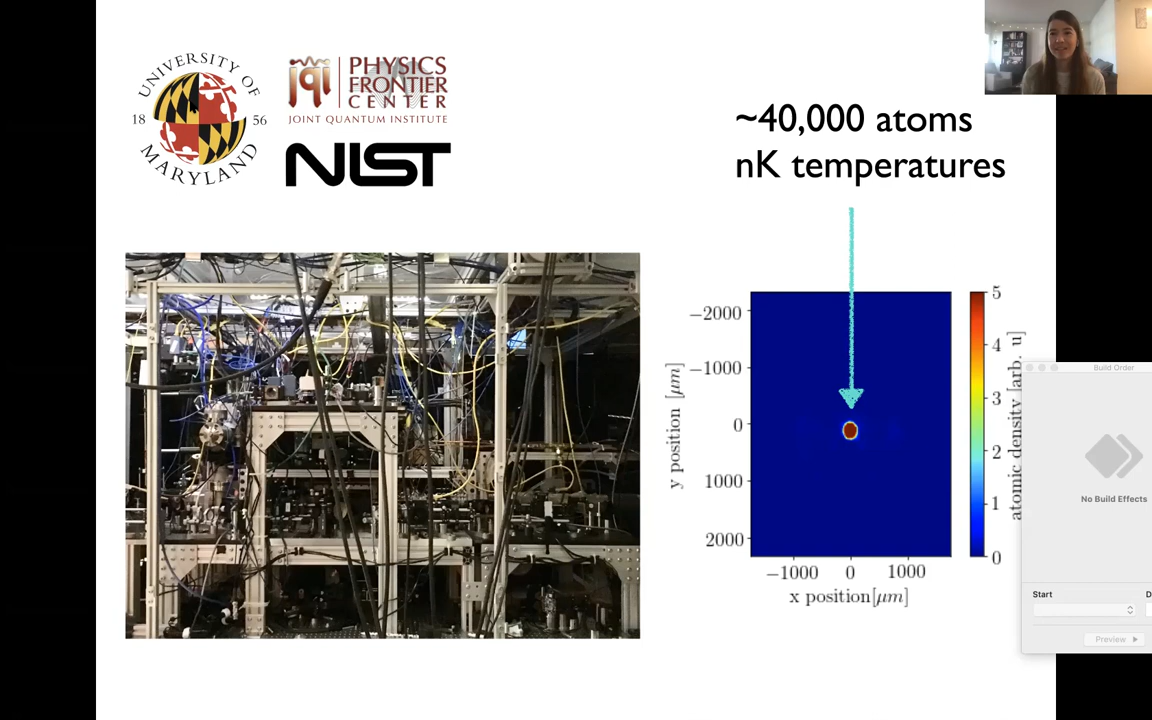 UNIVERSITY OF
18 56
MARYLAND
jqi
PHYSICS
FRONTIER
CENTER
JOINT QUANTUM INSTITUTE
NIST
~40,000 atoms
nK temperatures
−2000
−1000
0
1000
2000
y position [μm]
−1000 0 1000
x position[μm]
5
4
3
2
1
0
atomic density [arb. u]
Build Order
No Build Effects
Start
D
Preview